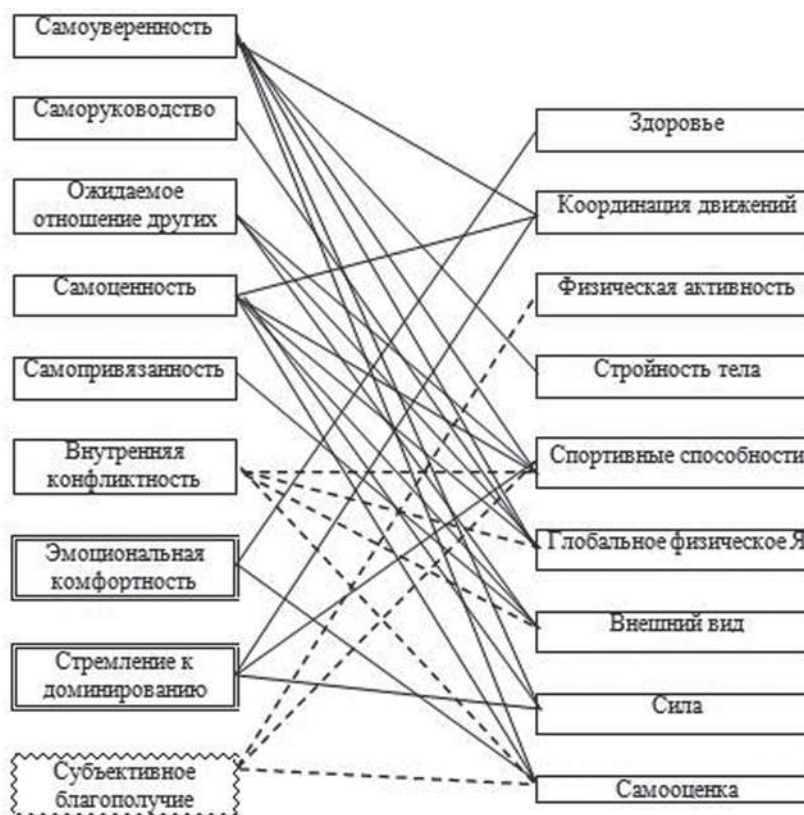 Самоуверенность
Саморуководство
Ожидаемое
отношение других
Самоценность
Самопривязанность
Внутренняя
конфликтность
Эмоциональная
комфортность
Стремление к
доминированию
Субъективное
благополучие
Здоровье
Координация движений
Физическая активность
Стройность тела
Спортивные способности
Глобальное физическое Я
Внешний вид
Сила
Самооценка